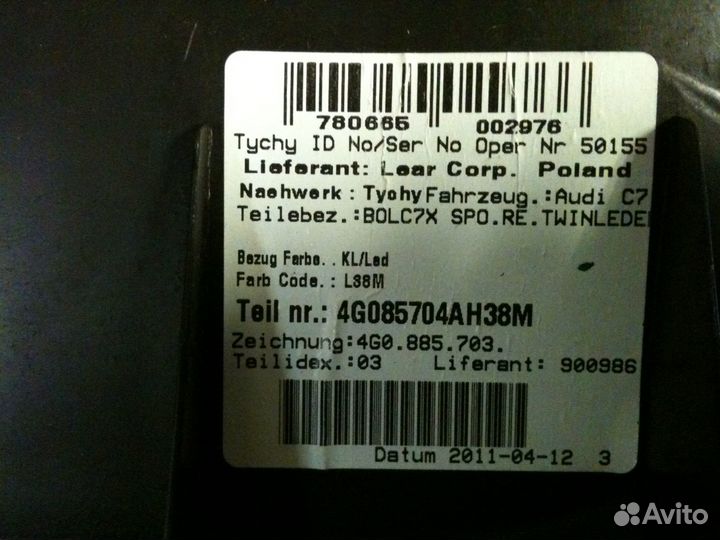 780665 002976
Tychy ID No/Ser No Oper Nr 50155
Lieferant: Lear Corp. Poland
Naehwerk : Tychy Fahrzeug.:Audi C7
Teilebez.:BOLC7X SPO.RE.TWINLEDE
Bezug Farbe. . KL/Led
Farb Code. : L38M
Teil nr.: 4G085704AH38M
Zeichnung:4G0.885.703.
Teilidex.:03 Liferant: 900986
Datum 2011-04-12 3
Avito